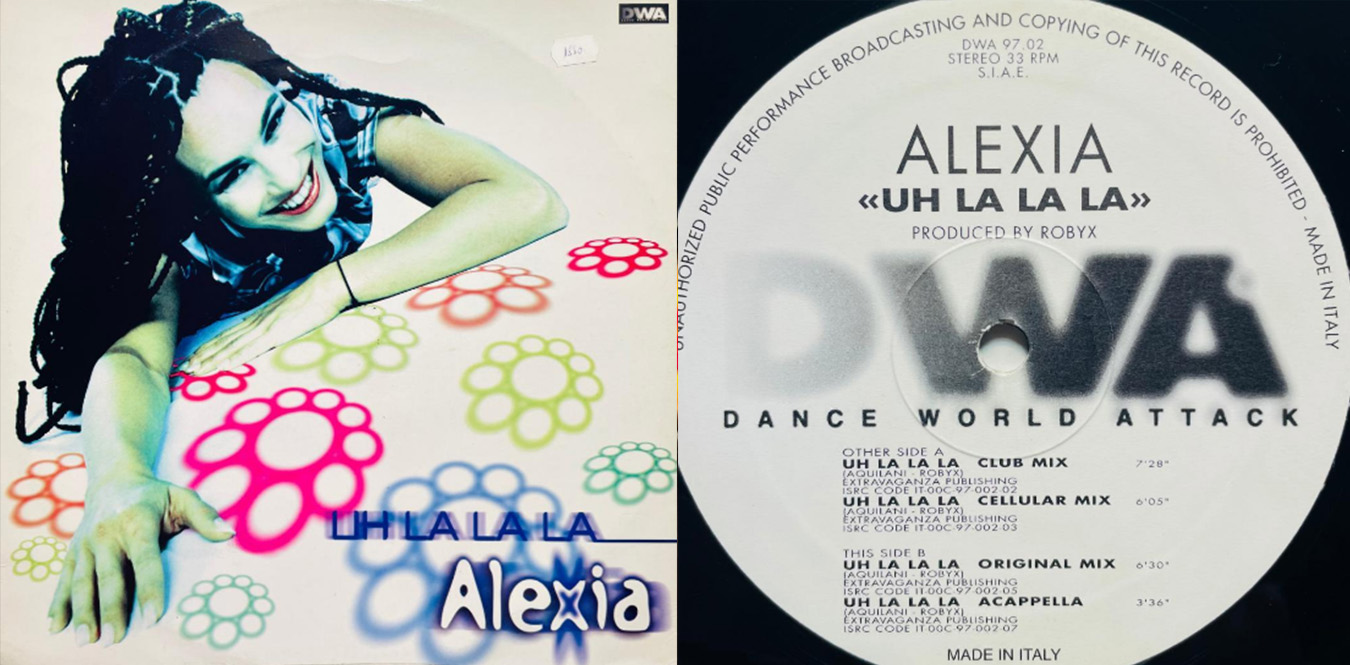 DWA
UH LA LA LA
Alexia
UNAUTHORIZED PUBLIC PERFORMANCE BROADCASTING AND COPYING OF THIS RECORD IS PROHIBITED - MADE IN ITALY
DWA 97.02
STEREO 33 RPM
S.I.A.E.
ALEXIA
«UH LA LA LA»
PRODUCED BY ROBYX
DWA
DANCE WORLD ATTACK
OTHER SIDE A
UH LA LA LA CLUB MIX 7'28"
(AQUILANI - ROBYX)
EXTRAVAGANZA PUBLISHING
ISRC CODE IT-00C-97-002-02
UH LA LA LA CELLULAR MIX 6'05"
(AQUILANI - ROBYX)
EXTRAVAGANZA PUBLISHING
ISRC CODE IT-00C-97-002-03
THIS SIDE B
UH LA LA LA ORIGINAL MIX 6'30"
(AQUILANI - ROBYX)
EXTRAVAGANZA PUBLISHING
ISRC CODE IT-00C-97-002-05
UH LA LA LA ACAPPELLA 3'36"
(AQUILANI - ROBYX)
EXTRAVAGANZA PUBLISHING
ISRC CODE IT-00C-97-002-07
MADE IN ITALY